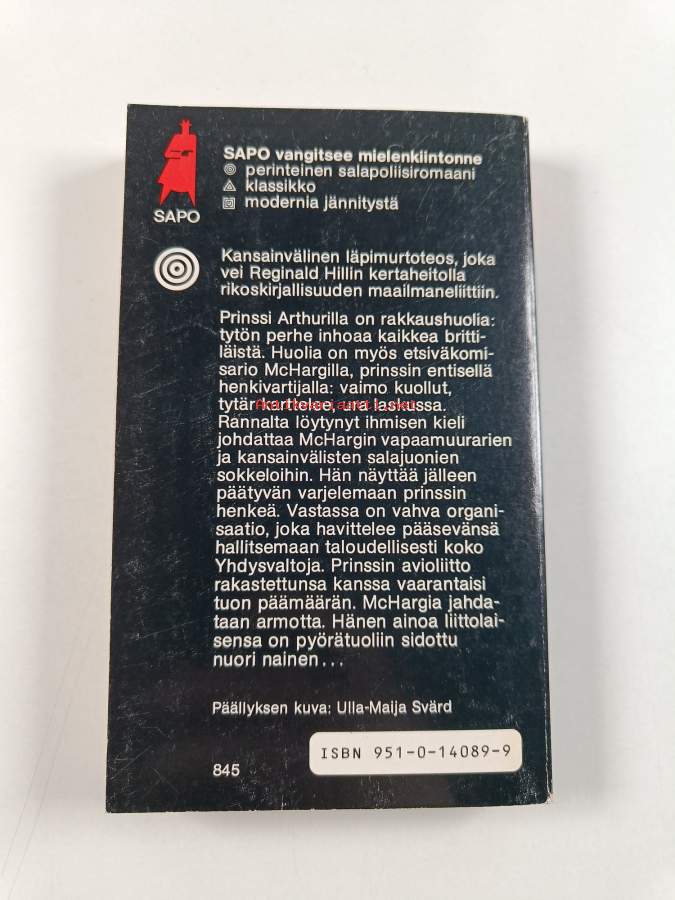 SAPO vangitsee mielenkiintonne
perinteinen salapoliisiromaani
klassikko
modernia jännitystä
SAPO
Kansainvälinen läpimurtoteos, joka
vei Reginald Hillin kertaheitolla
rikoskirjallisuuden maailmaneliittiin.
Prinssi Arthurilla on rakkaushuolia:
tytön perhe inhoaa kaikkea britti-
läistä. Huolia on myös etsiväkomi-
sario McHargilla, prinssin entisellä
henkivartijalla: vaimo kuollut,
tytär karttelee, ura laskussa.
Antikvariaatti.net
Rannalta löytynyt ihmisen kieli
johdattaa McHargin vapaamuurarien
ja kansainvälisten salajuonien
sokkeloihin. Hän näyttää jälleen
päätyvän varjelemaan prinssin
henkeä. Vastassa on vahva organi-
saatio, joka havittelee pääsevänsä
hallitsemaan taloudellisesti koko
Yhdysvaltoja. Prinssin avioliitto
rakastettunsa kanssa vaarantaisi
tuon päämäärän. McHargia jahda-
taan armotta. Hänen ainoa liittolai-
sensa on pyörätuoliin sidottu
nuori nainen...
Päällyksen kuva: Ulla-Maija Svärd
ISBN 951-0-14089-9
845